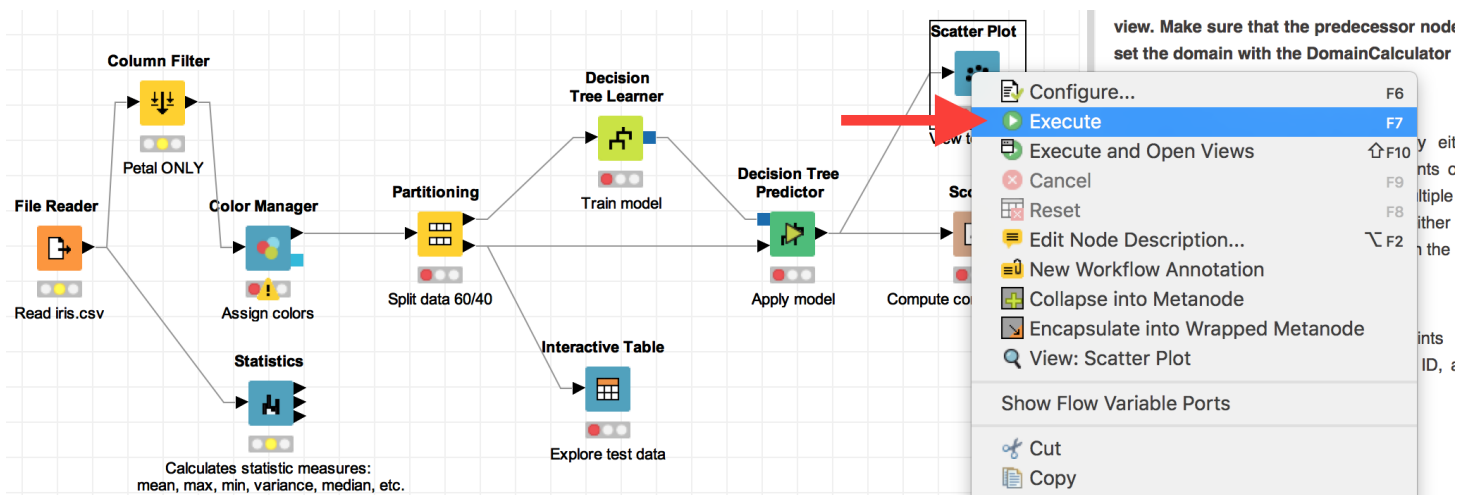 Scatter Plot
view. Make sure that the predecessor
set the domain with the DomainCalculator
Column Filter
Decision
Tree Learner
Configure... F6
Execute F7
View
Execute and Open Views ⇧F10
Petal ONLY
Cancel F9
Decision Tree
Predictor
Partitioning
Train model
Reset F8
File Reader
Color Manager
Edit Node Description... ⌥F2
New Workflow Annotation
Split data 60/40
Apply model
Compute
Collapse into Metanode
Read iris.csv
Assign colors
Encapsulate into Wrapped Metanode
Interactive Table
View: Scatter Plot
ID,
Statistics
Show Flow Variable Ports
Explore test data
Cut
Calculates statistic measures:
mean, max, min, variance, median, etc.
Copy